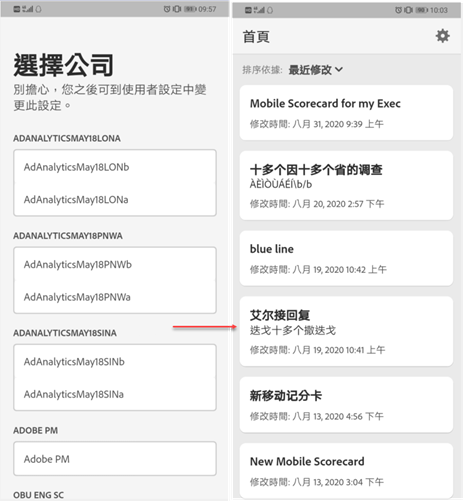 09:57
選擇公司
別擔心，您之後可到使用者設定中變
更此設定。
ADANALYTICSMAY18LONA
AdAnalyticsMay18LONb
AdAnalyticsMay18LONa
ADANALYTICSMAY18PNWA
AdAnalyticsMay18PNWb
AdAnalyticsMay18PNWa
ADANALYTICSMAY18SINA
AdAnalyticsMay18SINb
AdAnalyticsMay18SINa
ADOBE PM
Adobe PM
OBU ENG SC
10:03
首頁
排序依據: 最近修改
Mobile Scorecard for my Exec
修改時間: 八月 31, 2020 9:39 上午
十多个因十多个省的调查
ÀÈÌÒÙÁÉÍ\b/b
修改時間: 八月 20, 2020 2:57 下午
blue line
修改時間: 八月 19, 2020 10:42 上午
艾尔接回复
迭戈十多个撒迭戈
修改時間: 八月 19, 2020 10:41 上午
新移动记分卡
修改時間: 八月 13, 2020 4:56 下午
New Mobile Scorecard
修改時間: 八月 13, 2020 3:04 下午